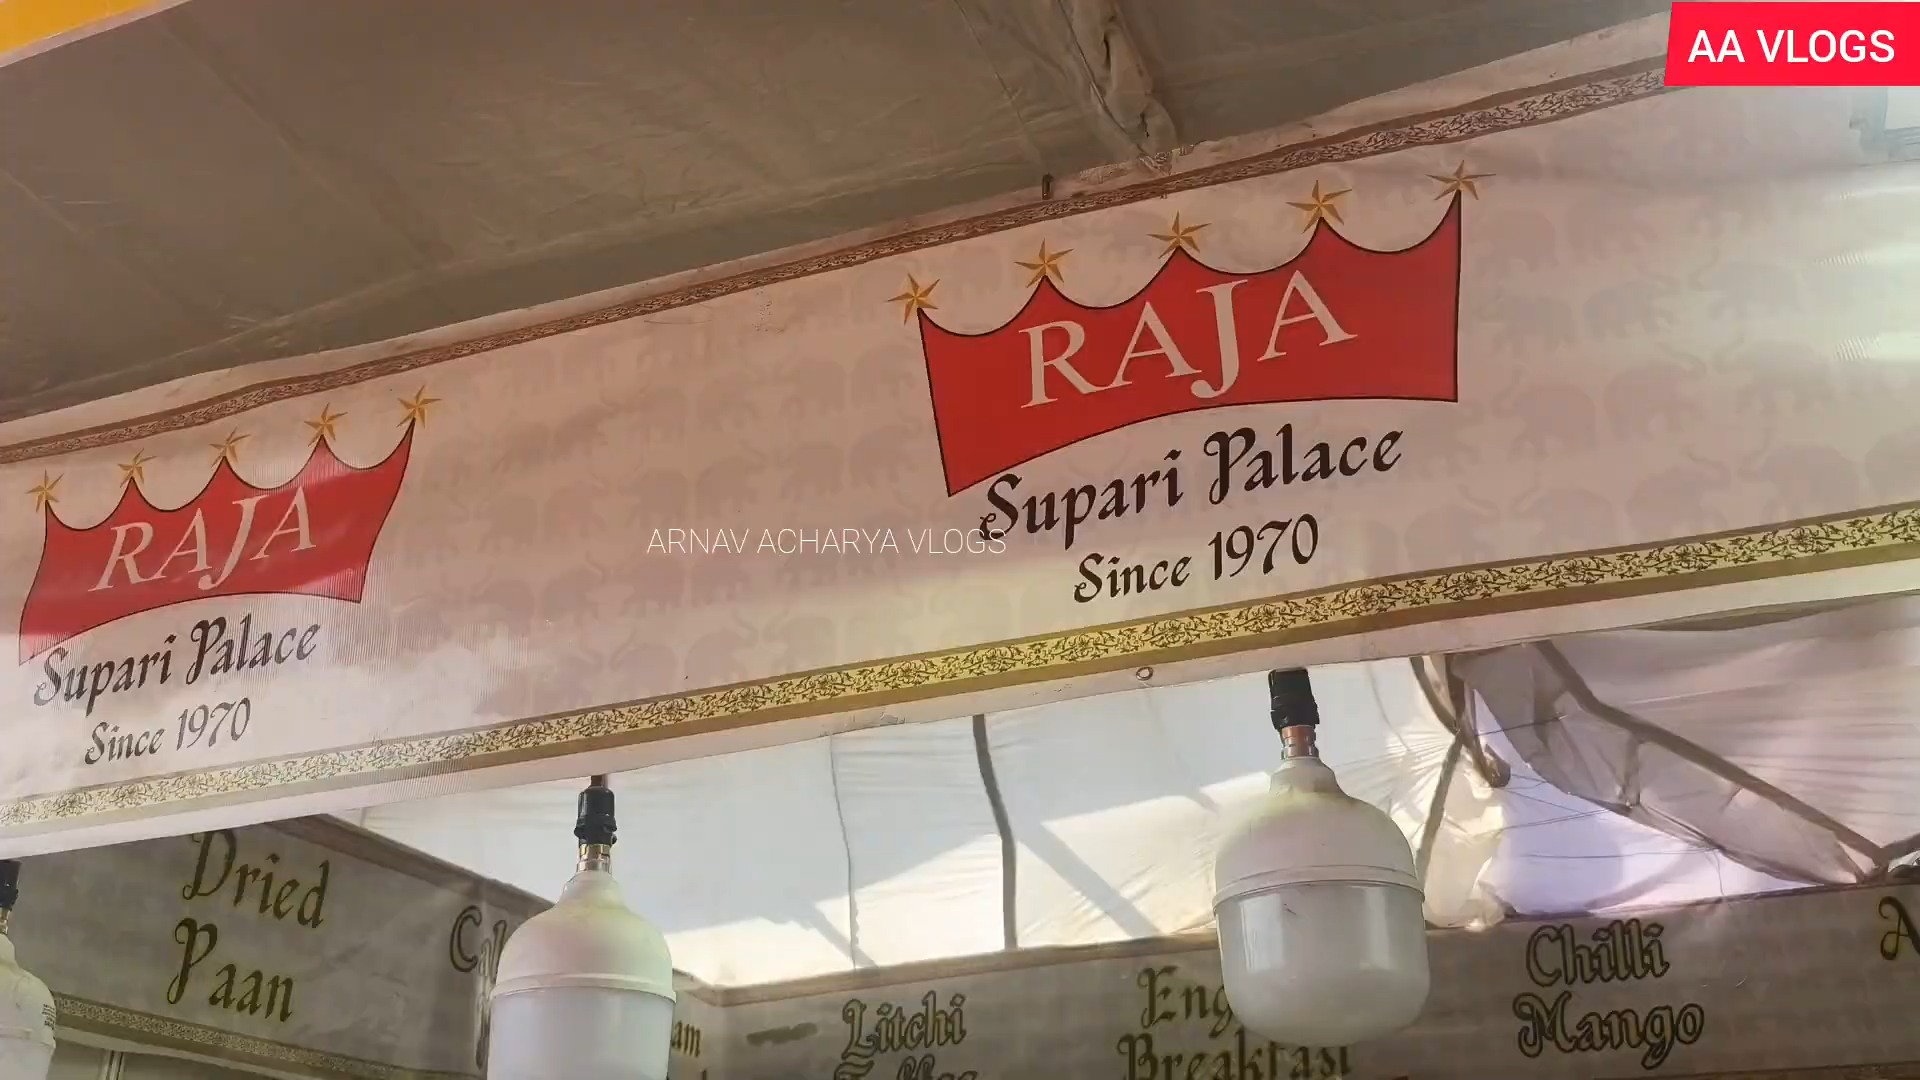 AA VLOGS
RAJA
Supari Palace
Since 1970
RAJA
Supari Palace
Since 1970
ARNAV ACHARYA VLOGS
Dried
Paan
Litchi
Breakfast
Chilli
Mango